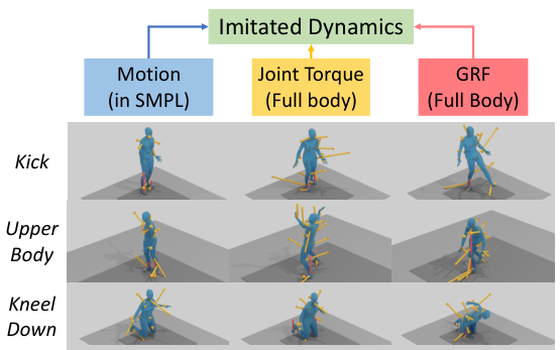 Imitated Dynamics
Motion
(in SMPL)
Joint Torque
(Full body)
GRF
(Full Body)
Kick
Upper
Body
Kneel
Down